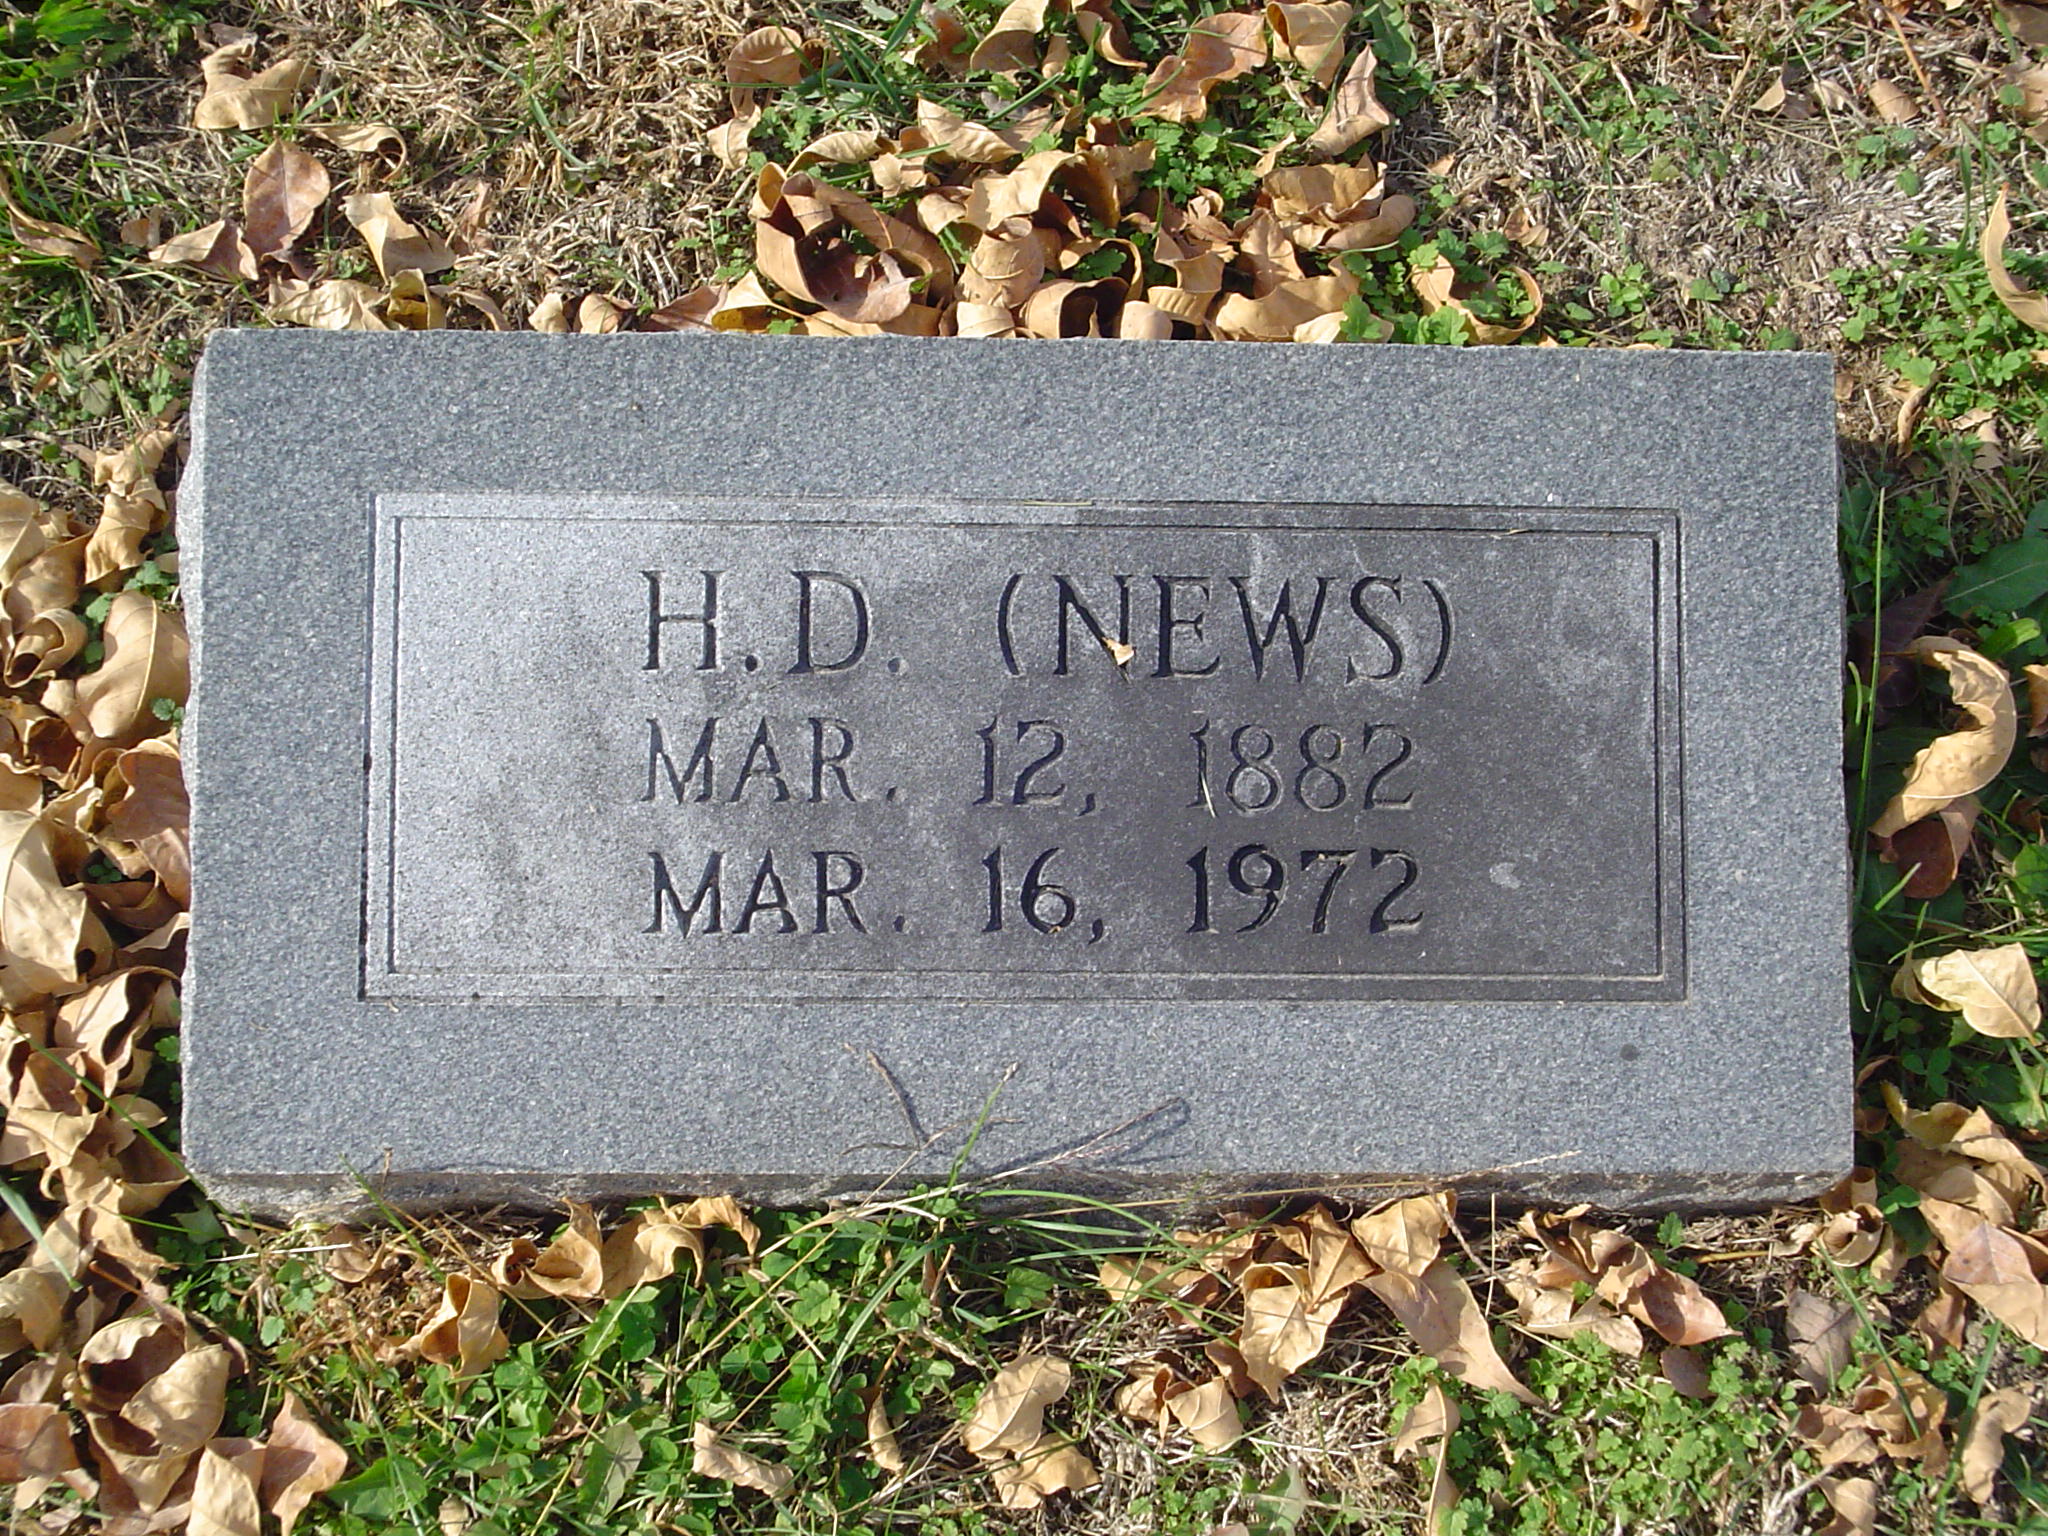 H.D. (NEWS)
MAR. 12, 1882
MAR. 16, 1972